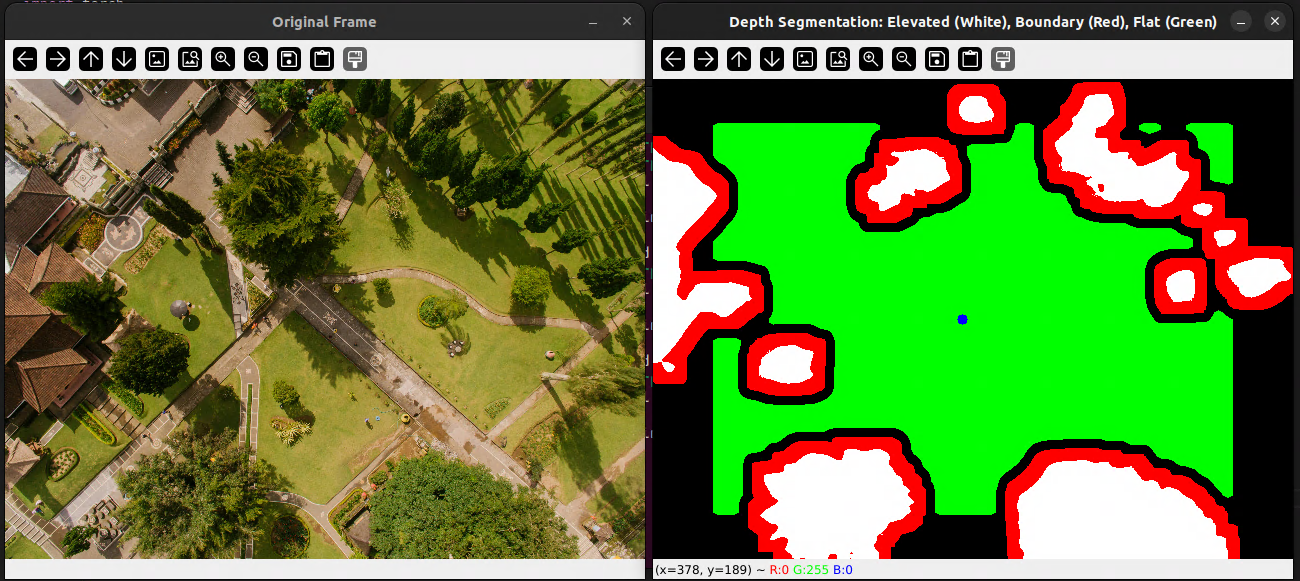 Original Frame
Depth Segmentation: Elevated (White), Boundary (Red), Flat (Green)
(x=378, y=189) ~ R:0 G:255 B:0